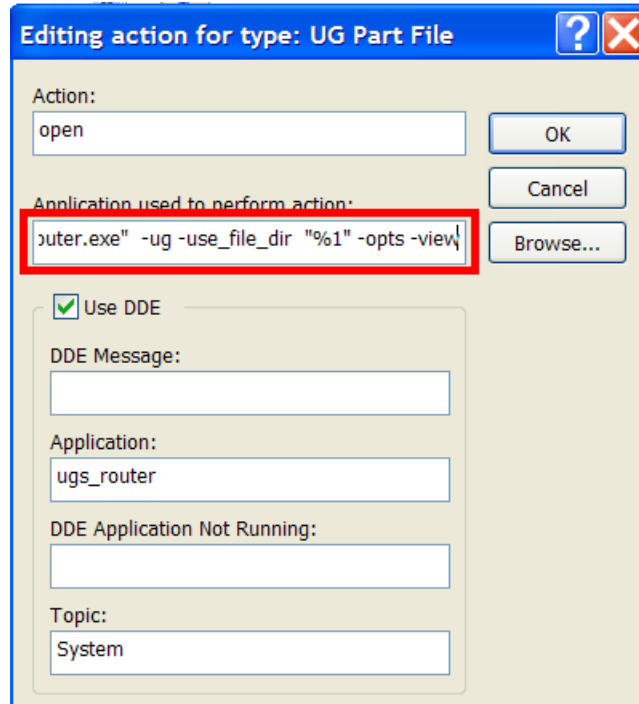 Editing action for type: UG Part File
Action:
open
OK
Cancel
Application used to perform action:
outer.exe" -ug -use_file_dir "%1" -opts -view
Browse...
Use DDE
DDE Message:
Application:
ugs_router
DDE Application Not Running:
Topic:
System